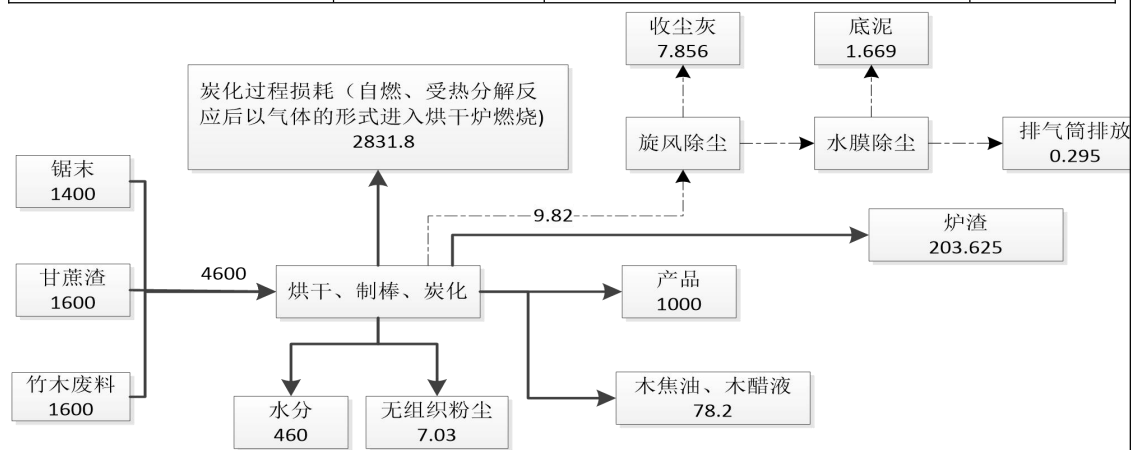 收尘灰
7.856
底泥
1.669
炭化过程损耗（自燃、受热分解反
应后以气体的形式进入烘干炉燃烧)
2831.8
旋风除尘
水膜除尘
排气筒排放
0.295
锯末
1400
9.82
炉渣
203.625
甘蔗渣
1600
4600
烘干、制棒、炭化
产品
1000
竹木废料
1600
水分
460
无组织粉尘
7.03
木焦油、木醋液
78.2